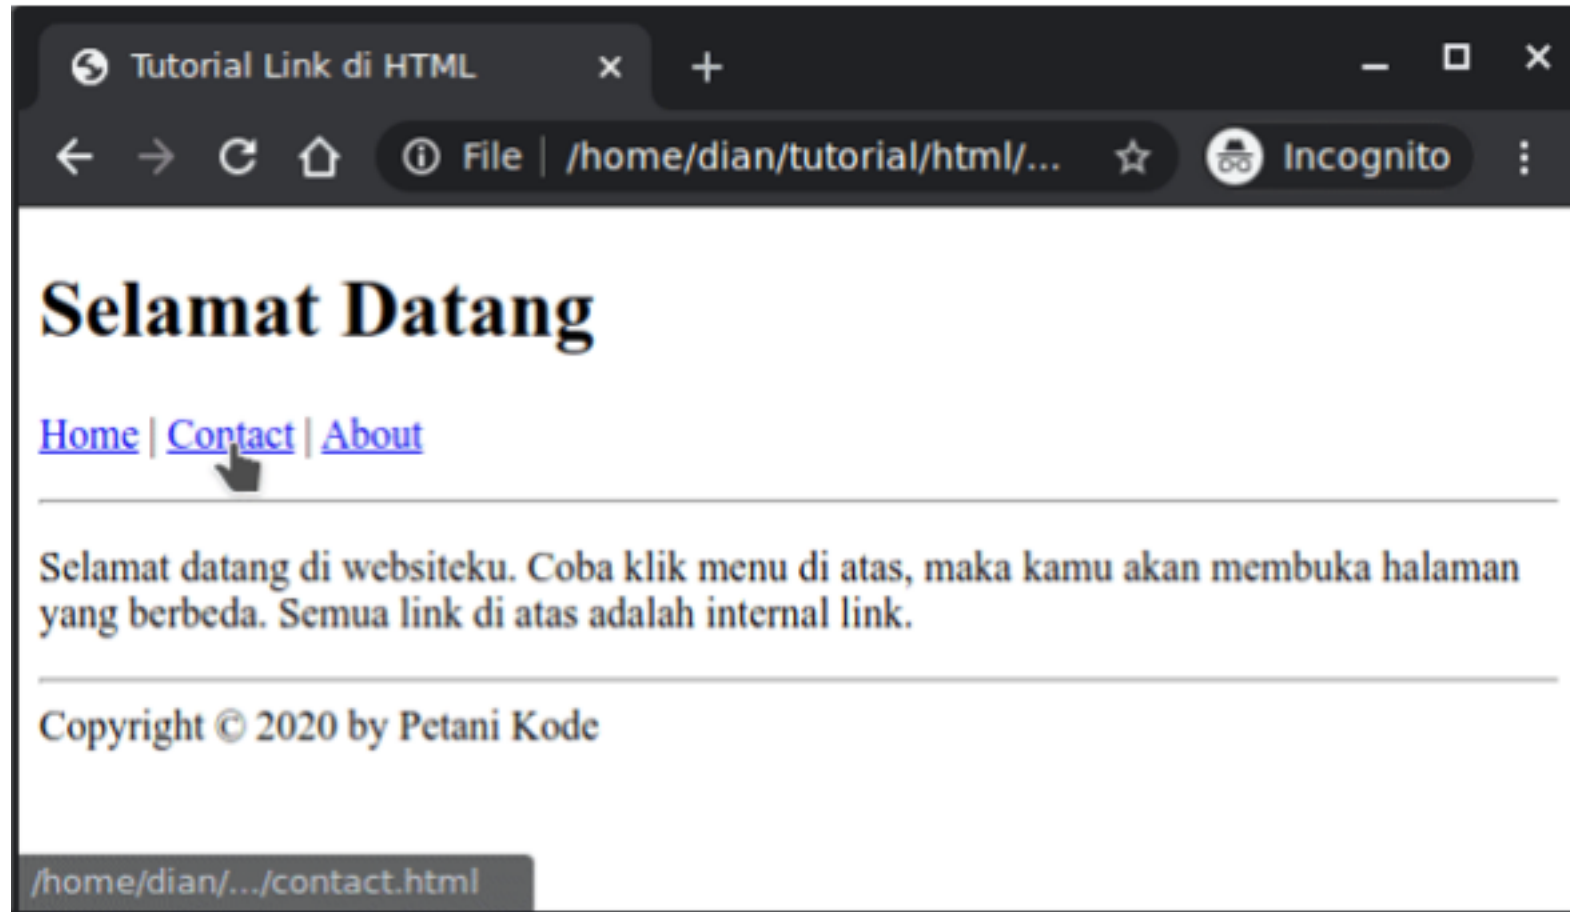 Tutorial Link di HTML
File | /home/dian/tutorial/html/... Incognito
Selamat Datang
Home | Contact | About
Selamat datang di websiteku. Coba klik menu di atas, maka kamu akan membuka halaman
yang berbeda. Semua link di atas adalah internal link.
Copyright © 2020 by Petani Kode
/home/dian/.../contact.html